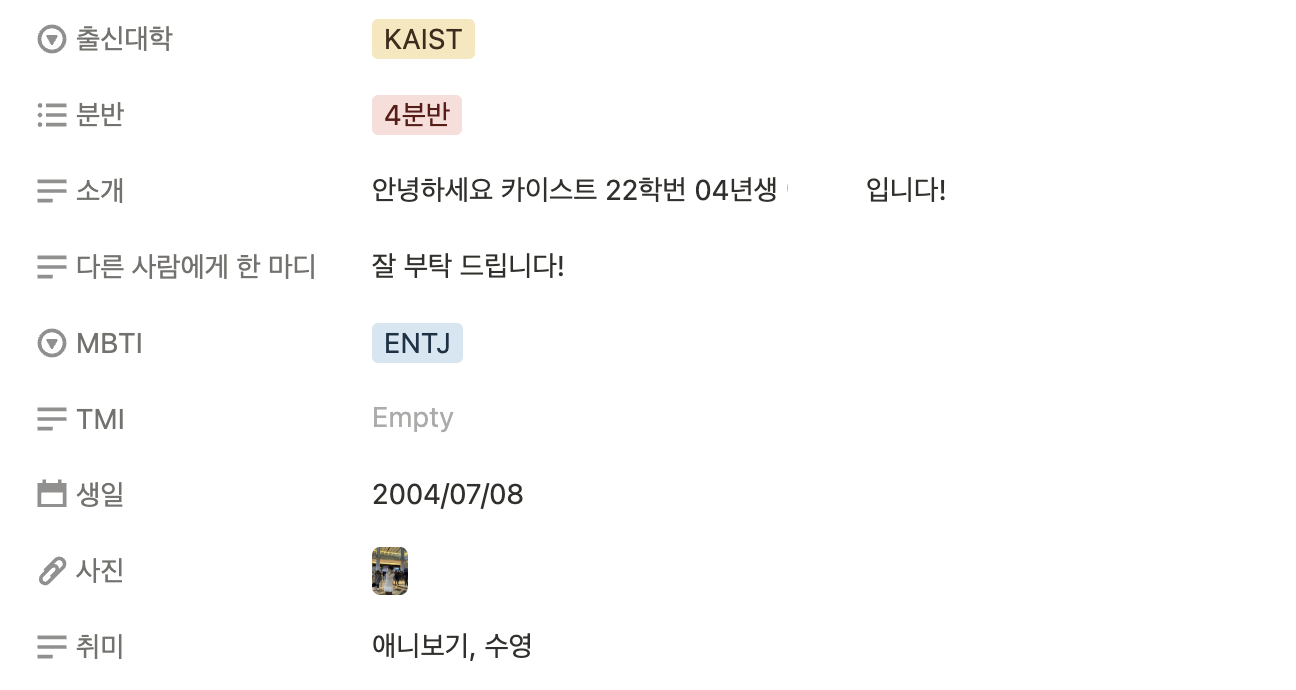 출신대학 KAIST
분반 4분반
소개 안녕하세요 카이스트 22학번 04년생 입니다!
다른 사람에게 한 마디 잘 부탁 드립니다!
MBTI ENTJ
TMI Empty
생일 2004/07/08
사진
취미 애니보기, 수영